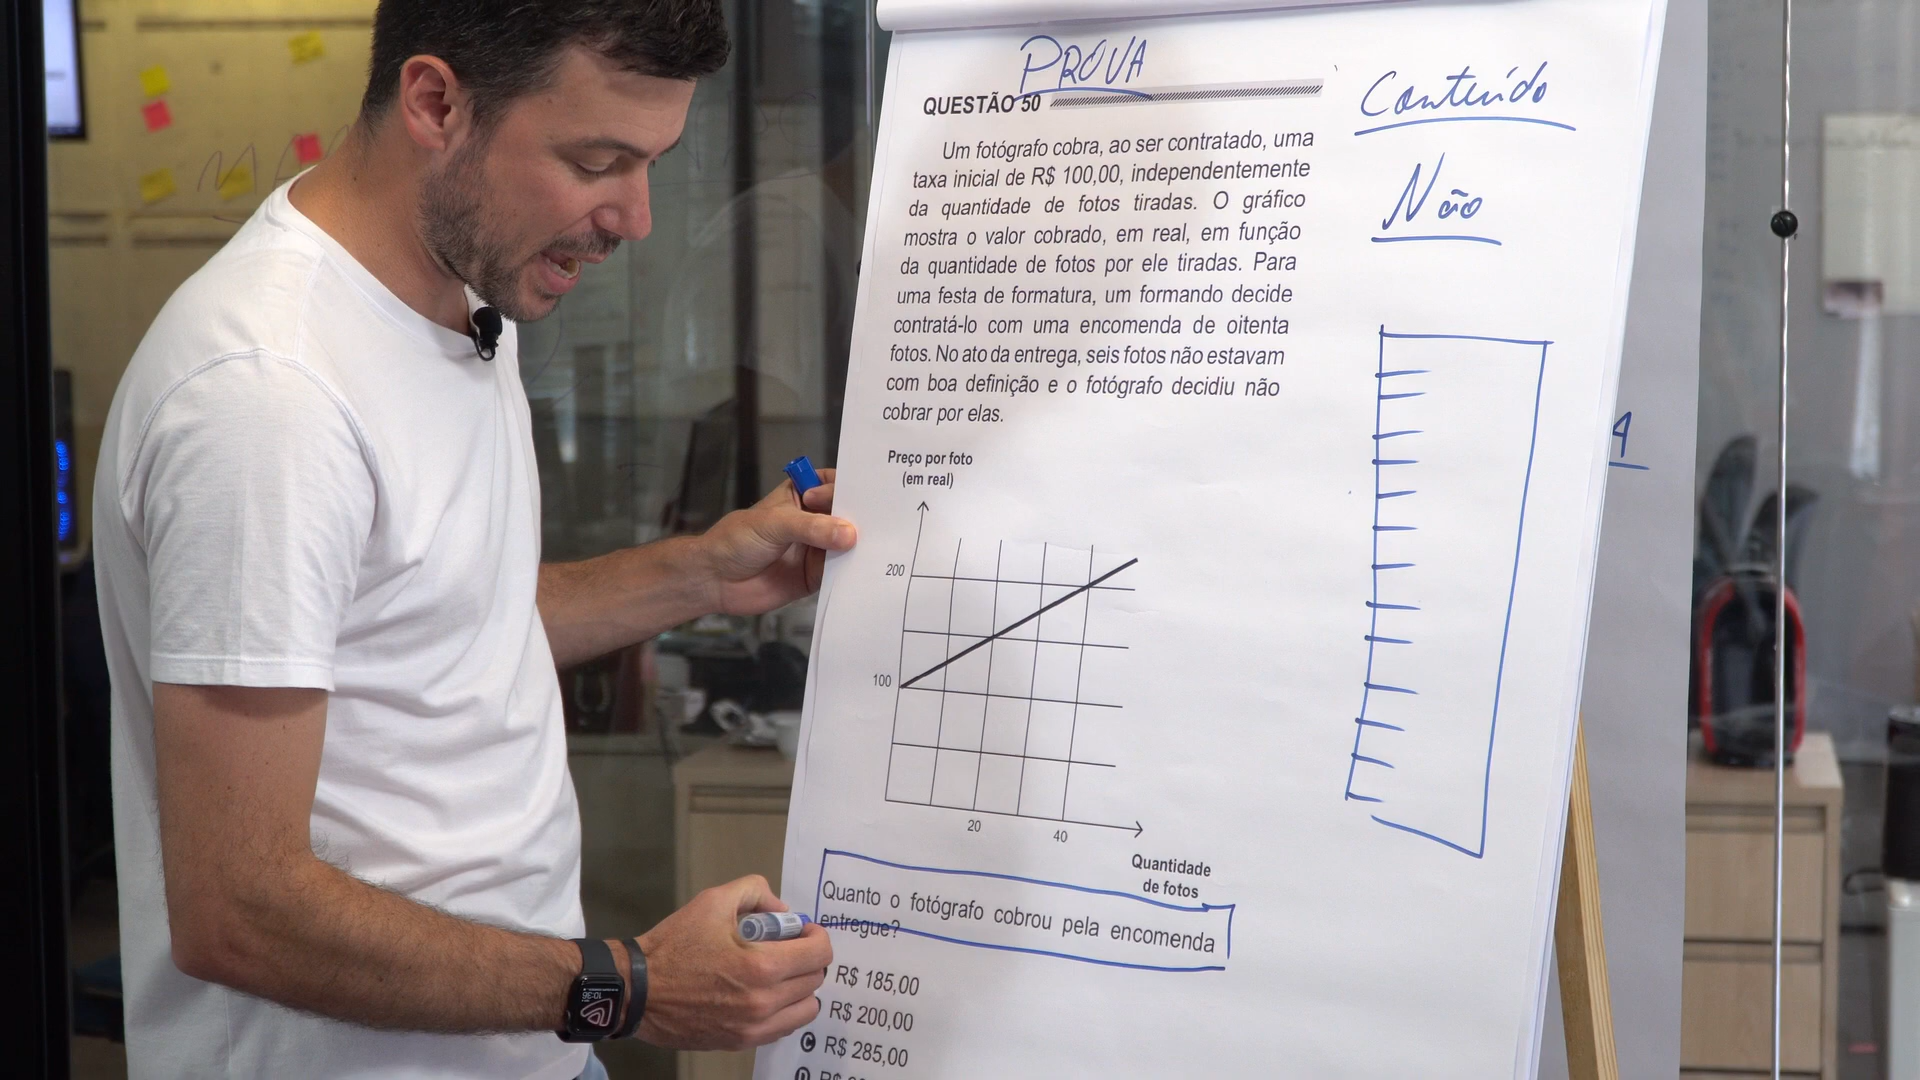 PROVA
QUESTÃO 50
Um fotógrafo cobra, ao ser contratado, uma
taxa inicial de R$ 100,00, independentemente
da quantidade de fotos tiradas. O gráfico
mostra o valor cobrado, em real, em função
da quantidade de fotos por ele tiradas. Para
uma festa de formatura, um formando decide
contratá-lo com uma encomenda de oitenta
fotos. No ato da entrega, seis fotos não estavam
com boa definição e o fotógrafo decidiu não
cobrar por elas.
Preço por foto
(em real)
200
100
20
40
Quantidade
de fotos
Quanto o fotógrafo cobrou pela encomenda
entregue?
R$ 185,00
R$ 200,00
C R$ 285,00
D R$
Conteúdo
Não
10:36